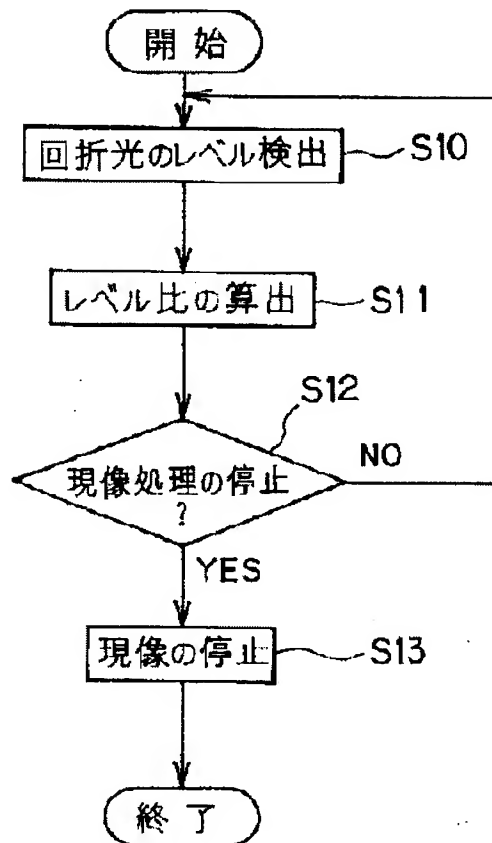 開始
回折光のレベル検出
S10
レベル比の算出
S11
S12
現像処理の停止
?
NO
YES
現像の停止
S13
終了